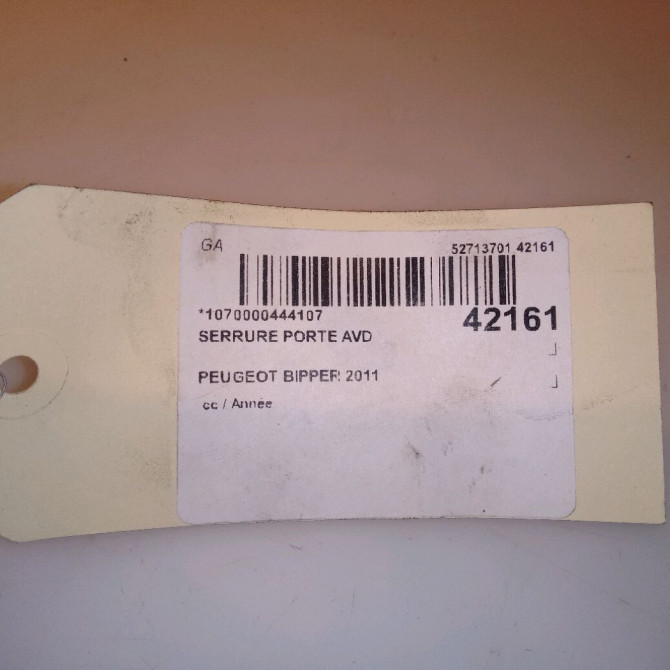 GA 52713701 42161
*1070000444107 42161
SERRURE PORTE AVD
PEUGEOT BIPPER 2011
cc / Année